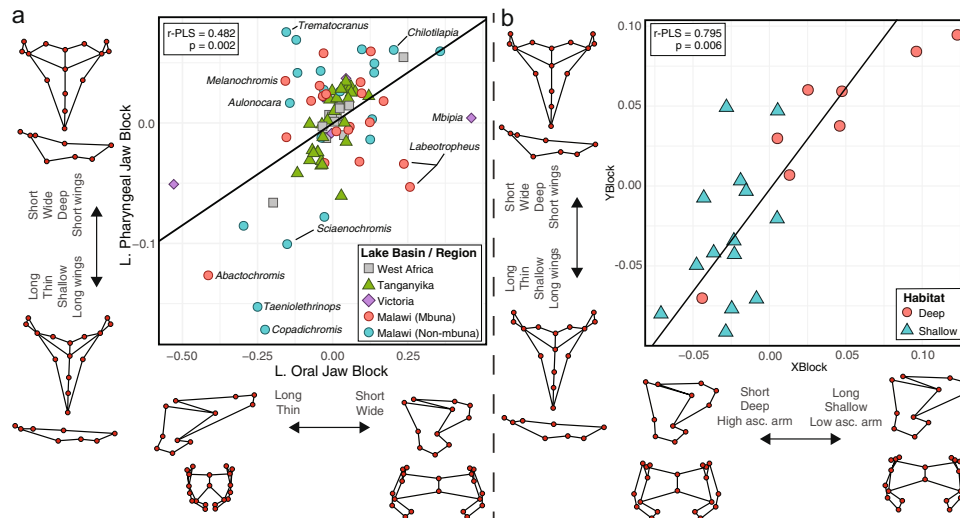 a
r-PLS = 0.482
p = 0.002
Trematocranus
Chilotilapia
Melanochromis
Aulonocara
Mbipia
Labeotropheus
Sciaenochromis
Abactochromis
Taeniolethrinops
Copadichromis
Lake Basin / Region
West Africa
Tanganyika
Victoria
Malawi (Mbuna)
Malawi (Non-mbuna)
L. Pharyngeal Jaw Block
0.0
−0.1
−0.50
−0.25
0.00
0.25
L. Oral Jaw Block
Short
Wide
Deep
Short wings
Long
Thin
Shallow
Long wings
Long
Thin
Short
Wide
b
r-PLS = 0.795
p = 0.006
YBlock
0.10
0.05
0.00
-0.05
−0.05
0.00
0.05
0.10
XBlock
Habitat
Deep
Shallow
Short
Wide
Deep
Short wings
Long
Thin
Shallow
Long wings
Short
Deep
High asc. arm
Long
Shallow
Low asc. arm